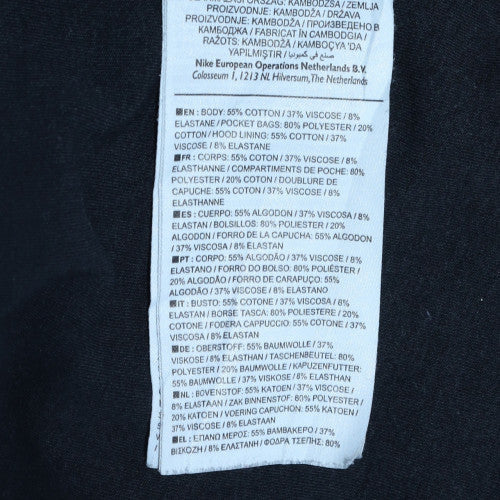 KAMBODŽA / ZEMLJA
PROIZVODNJE: KAMBODŽA / DRŽAVA
PROIZVODNJE: KAMBODŽA / ПРОИЗВЕДЕНО В
КАМБОДЖА / FABRICAT ÎN CAMBODGIA /
RAŽOTS: KAMBODŽĀ / KAMBOÇYA 'DA
YAPILMIŞTIR / صنع في كمبوديا
Nike European Operations Netherlands B.V.
Colosseum 1, 1213 NL Hilversum, The Netherlands
EN: BODY: 55% COTTON / 37% VISCOSE / 8%
ELASTANE / POCKET BAGS: 80% POLYESTER / 20%
COTTON / HOOD LINING: 55% COTTON / 37%
VISCOSE / 8% ELASTANE
FR: CORPS: 55% COTON / 37% VISCOSE / 8%
ELASTHANNE / COMPARTIMENTS DE POCHE: 80%
POLYESTER / 20% COTON / DOUBLURE DE
CAPUCHE: 55% COTON / 37% VISCOSE / 8%
ELASTHANNE
ES: CUERPO: 55% ALGODON / 37% VISCOSA / 8%
ELASTAN / BOLSILLOS: 80% POLIESTER / 20%
ALGODON / FORRO DE LA CAPUCHA: 55% ALGODON
/ 37% VISCOSA / 8% ELASTAN
PT: CORPO: 55% ALGODÃO / 37% VISCOSE / 8%
ELASTANO / FORRO DO BOLSO: 80% POLIÉSTER /
20% ALGODÃO / FORRO DE CARAPUÇO: 55%
ALGODÃO / 37% VISCOSE / 8% ELASTANO
IT: BUSTO: 55% COTONE / 37% VISCOSA / 8%
ELASTAN / BORSE TASCA: 80% POLIESTERE / 20%
COTONE / FODERA CAPPUCCIO: 55% COTONE / 37%
VISCOSA / 8% ELASTAN
DE: OBERSTOFF: 55% BAUMWOLLE / 37%
VISKOSE / 8% ELASTHAN / TASCHENBEUTEL: 80%
POLYESTER / 20% BAUMWOLLE / KAPUZENFUTTER:
55% BAUMWOLLE / 37% VISKOSE / 8% ELASTHAN
NL: BOVENSTOF: 55% KATOEN / 37% VISCOSE /
8% ELASTAAN / ZAK BINNENSTOF: 80% POLYESTER /
20% KATOEN / VOERING CAPUCHON: 55% KATOEN /
37% VISCOSE / 8% ELASTAAN
EL: ΕΠΑΝΩ ΜΕΡΟΣ: 55% ΒΑΜΒΑΚΕΡΟ / 37%
ΒΙΣΚΟΖΗ / 8% ΕΛΑΣΤΑΝΗ / ΦΟΔΡΑ ΤΣΕΠΗΣ: 80%